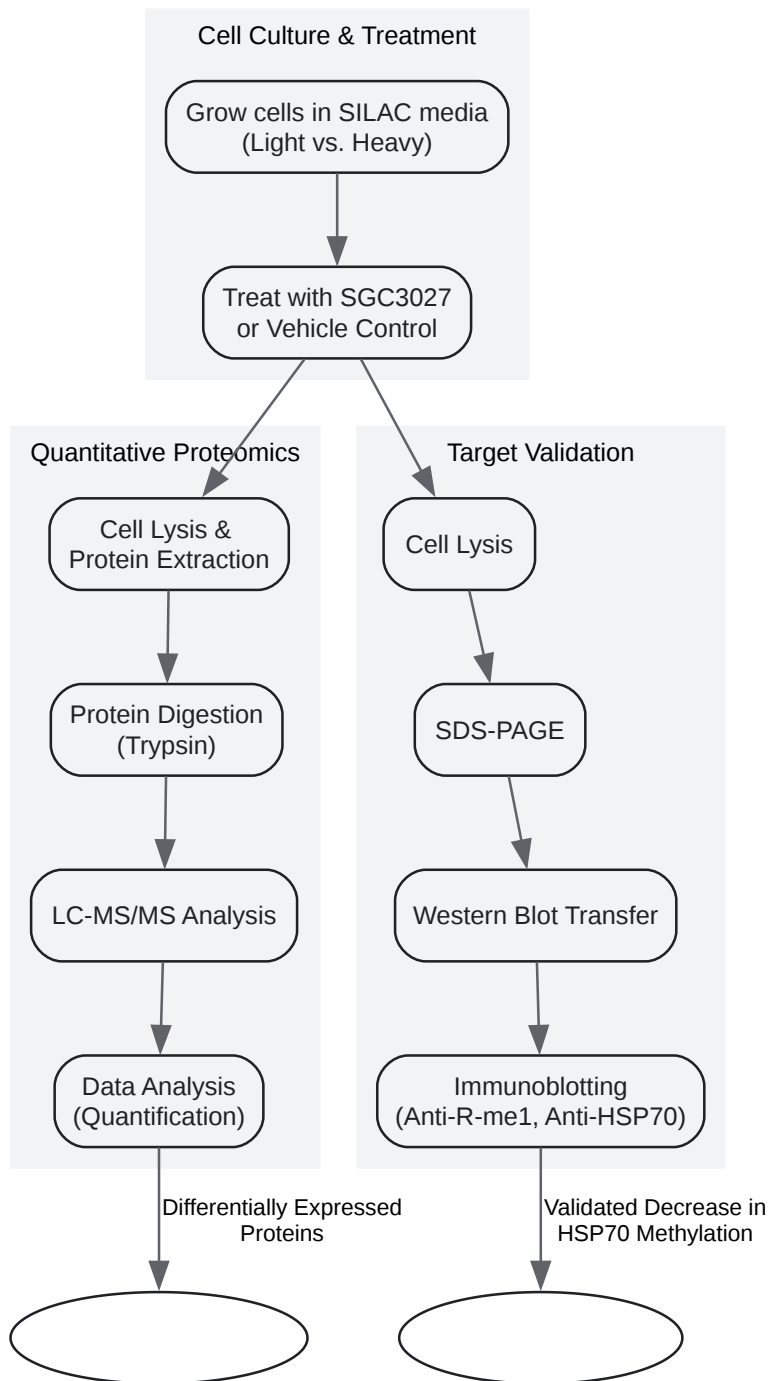 Cell Culture & Treatment
Grow cells in SILAC media
(Light vs. Heavy)
Treat with SGC3027
or Vehicle Control
Quantitative Proteomics
Cell Lysis &
Protein Extraction
Protein Digestion
(Trypsin)
LC-MS/MS Analysis
Data Analysis
(Quantification)
Differentially Expressed
Proteins
Target Validation
Cell Lysis
SDS-PAGE
Western Blot Transfer
Immunoblotting
(Anti-R-me1, Anti-HSP70)
Validated Decrease in
HSP70 Methylation